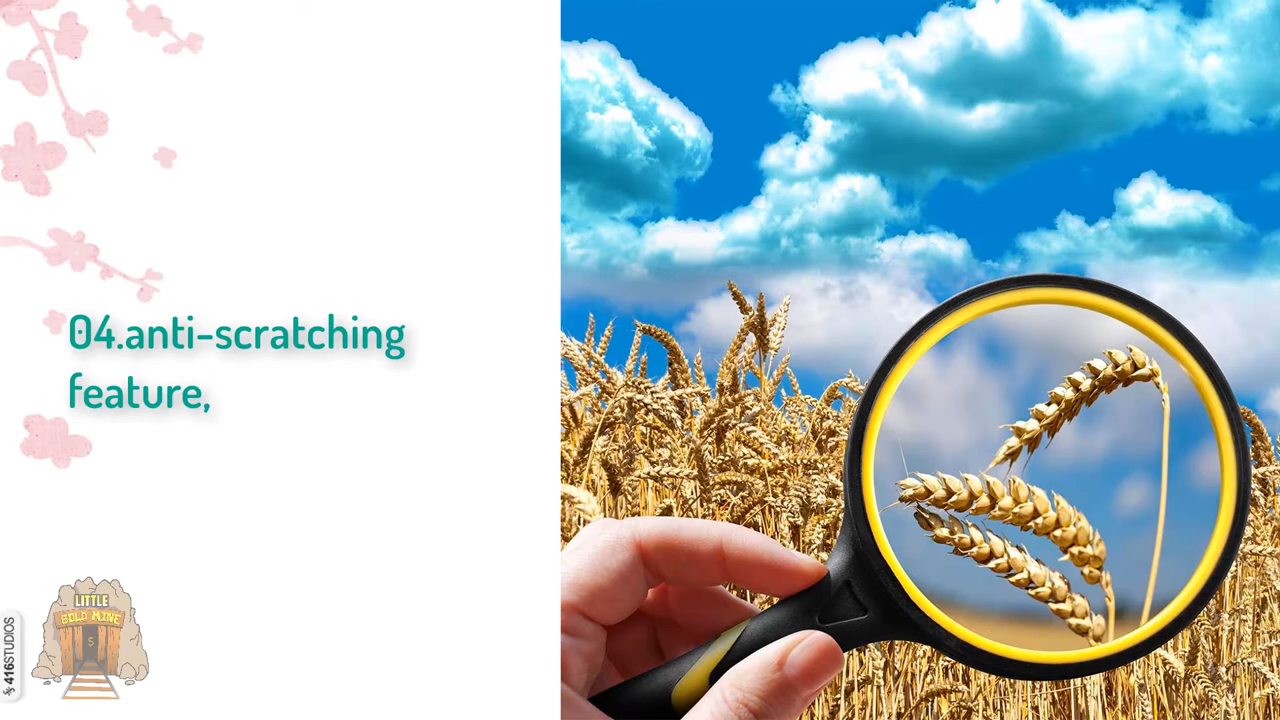 04.anti-scratching
feature,
LITTLE
GOLD MINE
$
416STUDIOS